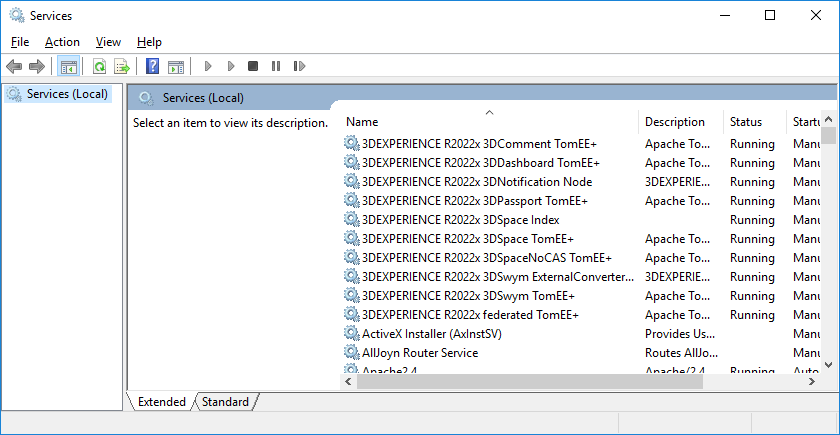 Services
File Action View Help
Services (Local)
Services (Local)
Select an item to view its description.
Name Description Status Startu
3DEXPERIENCE R2022x 3DComment TomEE+ Apache To... Running Manu
3DEXPERIENCE R2022x 3DDashboard TomEE+ Apache To... Running Manu
3DEXPERIENCE R2022x 3DNotification Node 3DEXPERIE... Running Manu
3DEXPERIENCE R2022x 3DPassport TomEE+ Apache To... Running Manu
3DEXPERIENCE R2022x 3DSpace Index Running Manu
3DEXPERIENCE R2022x 3DSpace TomEE+ Apache To... Running Manu
3DEXPERIENCE R2022x 3DSpaceNoCAS TomEE+ Apache To... Running Manu
3DEXPERIENCE R2022x 3DSwym ExternalConverter... 3DEXPERIE... Running Manu
3DEXPERIENCE R2022x 3DSwym TomEE+ Apache To... Running Manu
3DEXPERIENCE R2022x federated TomEE+ Apache To... Running Manu
ActiveX Installer (AxInstSV) Provides Us... Manu
AllJoyn Router Service Routes AllJo... Manu
Apache2.4 Apache/2.4... Running Auto
Extended Standard